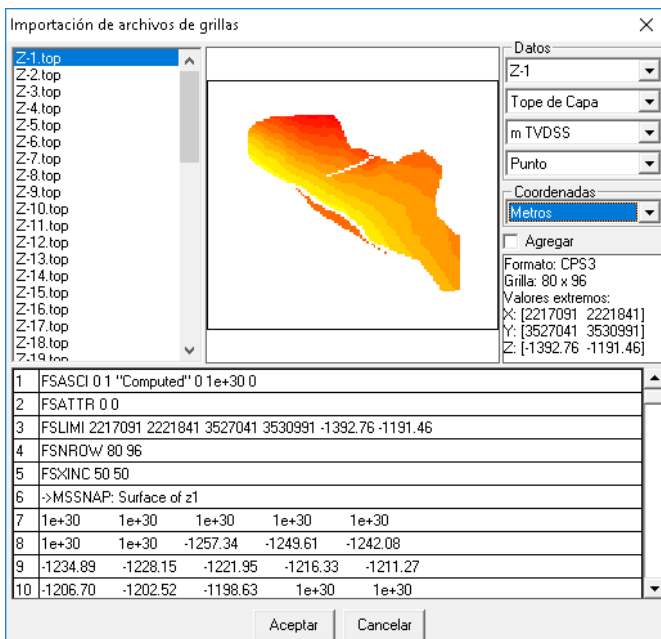 Importación de archivos de grillas
Z-1.top
Z-2.top
Z-3.top
Z-4.top
Z-5.top
Z-6.top
Z-7.top
Z-8.top
Z-9.top
Z-10.top
Z-11.top
Z-12.top
Z-13.top
Z-14.top
Z-15.top
Z-16.top
Z-17.top
Z-18.top
Z-19.top
Datos
Z-1
Tope de Capa
m TVDSS
Punto
Coordenadas
Metros
Agregar
Formato: CPS3
Grilla: 80 x 96
Valores extremos:
X: [2217091 2221841]
Y: [3527041 3530991]
Z: [-1392.76 -1191.46]
1 FSASCI 0 1 "Computed" 0 1e+30 0
2 FSATTR 0 0
3 FSLIMI 2217091 2221841 3527041 3530991 -1392.76 -1191.46
4 FSNROW 80 96
5 FSXINC 50 50
6 ->MSSNAP: Surface of z1
7 1e+30 1e+30 1e+30 1e+30 1e+30
8 1e+30 1e+30 -1257.34 -1249.61 -1242.08
9 -1234.89 -1228.15 -1221.95 -1216.33 -1211.27
10 -1206.70 -1202.52 -1198.63 1e+30 1e+30
Aceptar Cancelar